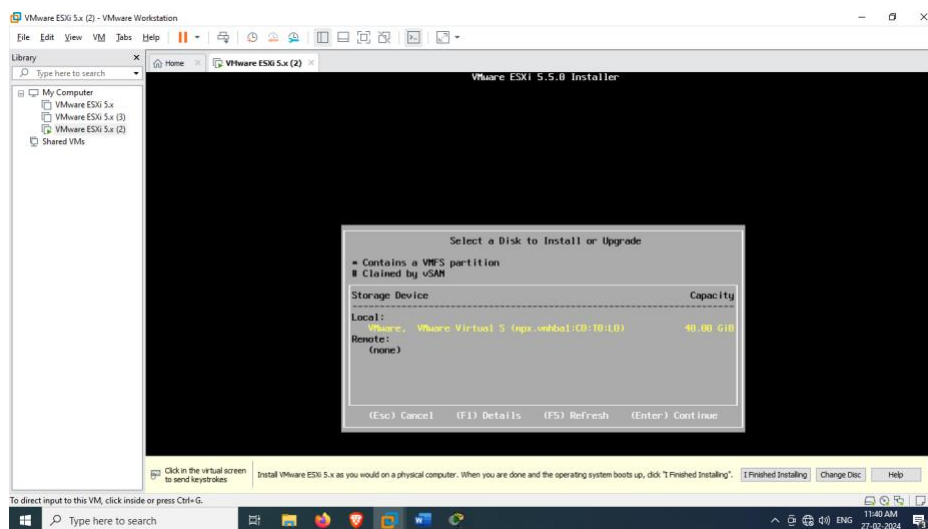 VMware ESXi 5.x (2) - VMware Workstation
File Edit View VM Tabs Help
Library
Type here to search
Home
VMware ESXi 5.x (2)
My Computer
VMware ESXi 5.x
VMware ESXi 5.x (3)
VMware ESXi 5.x (2)
Shared VMs
VMware ESXi 5.5.0 Installer
Select a Disk to Install or Upgrade
* Contains a VMFS partition
# Claimed by vSAN
Storage Device Capacity
Local:
VMware, VMware Virtual S (mpx.vmhba1:C0:T0:L0) 40.00 GiB
Remote:
(none)
(Esc) Cancel (F1) Details (F5) Refresh (Enter) Continue
Click in the virtual screen
to send keystrokes
Install VMware ESXi 5.x as you would on a physical computer. When you are done and the operating system boots up, click "I Finished Installing".
I Finished Installing
Change Disc
Help
To direct input to this VM, click inside or press Ctrl+G.
Type here to search
ENG
11:40 AM
27-02-2024